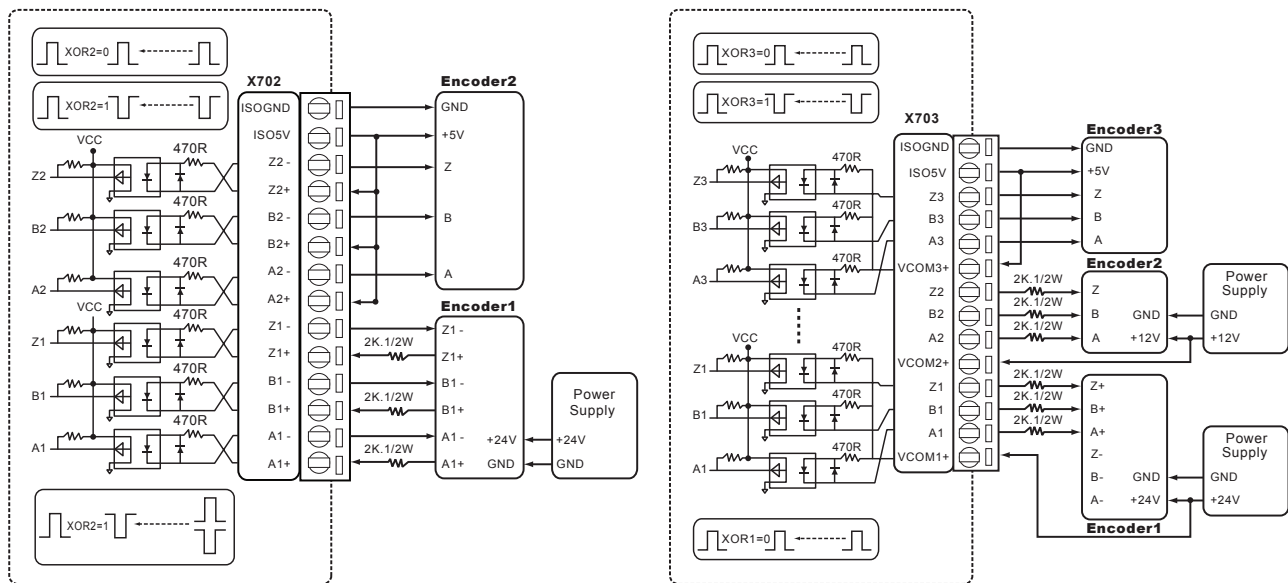 XOR2=0
XOR2=1
X702
Encoder2
ISOGND
GND
ISO5V
+5V
VCC
470R
Z2
Z2 -
Z
Z2+
470R
B2
B2 -
B
B2+
470R
A2
A2 -
A
A2+
VCC
Encoder1
470R
Z1
Z1 -
Z1 -
2K.1/2W
Z1+
Z1+
470R
B1
B1 -
B1 -
2K.1/2W
B1+
B1+
470R
A1
A1 -
A1 -
2K.1/2W
A1+
A1+
+24V
GND
Power
Supply
+24V
GND
XOR2=1
XOR3=0
XOR3=1
X703
Encoder3
ISOGND
GND
ISO5V
+5V
VCC
470R
Z3
Z3
Z
470R
B3
B3
B
470R
A3
A3
A
VCOM3+
Encoder2
2K.1/2W
Z2
Z
2K.1/2W
B2
B
GND
2K.1/2W
A2
A
+12V
VCOM2+
Power
Supply
GND
+12V
VCC
470R
Z1
2K.1/2W
Z1
Z+
470R
B1
2K.1/2W
B1
B+
2K.1/2W
A1
A+
470R
A1
VCOM1+
Z-
B-
GND
A-
+24V
Encoder1
Power
Supply
GND
+24V
XOR1=0